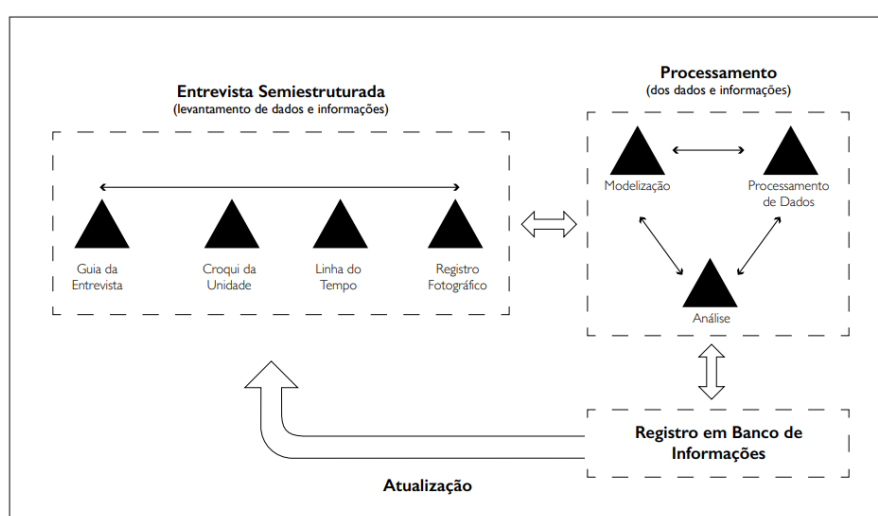 Entrevista Semiestruturada
(levantamento de dados e informações)
Guia da
Entrevista
Croqui da
Unidade
Linha do
Tempo
Registro
Fotográfico
Processamento
(dos dados e informações)
Modelização
Processamento
de Dados
Análise
Registro em Banco de
Informações
Atualização